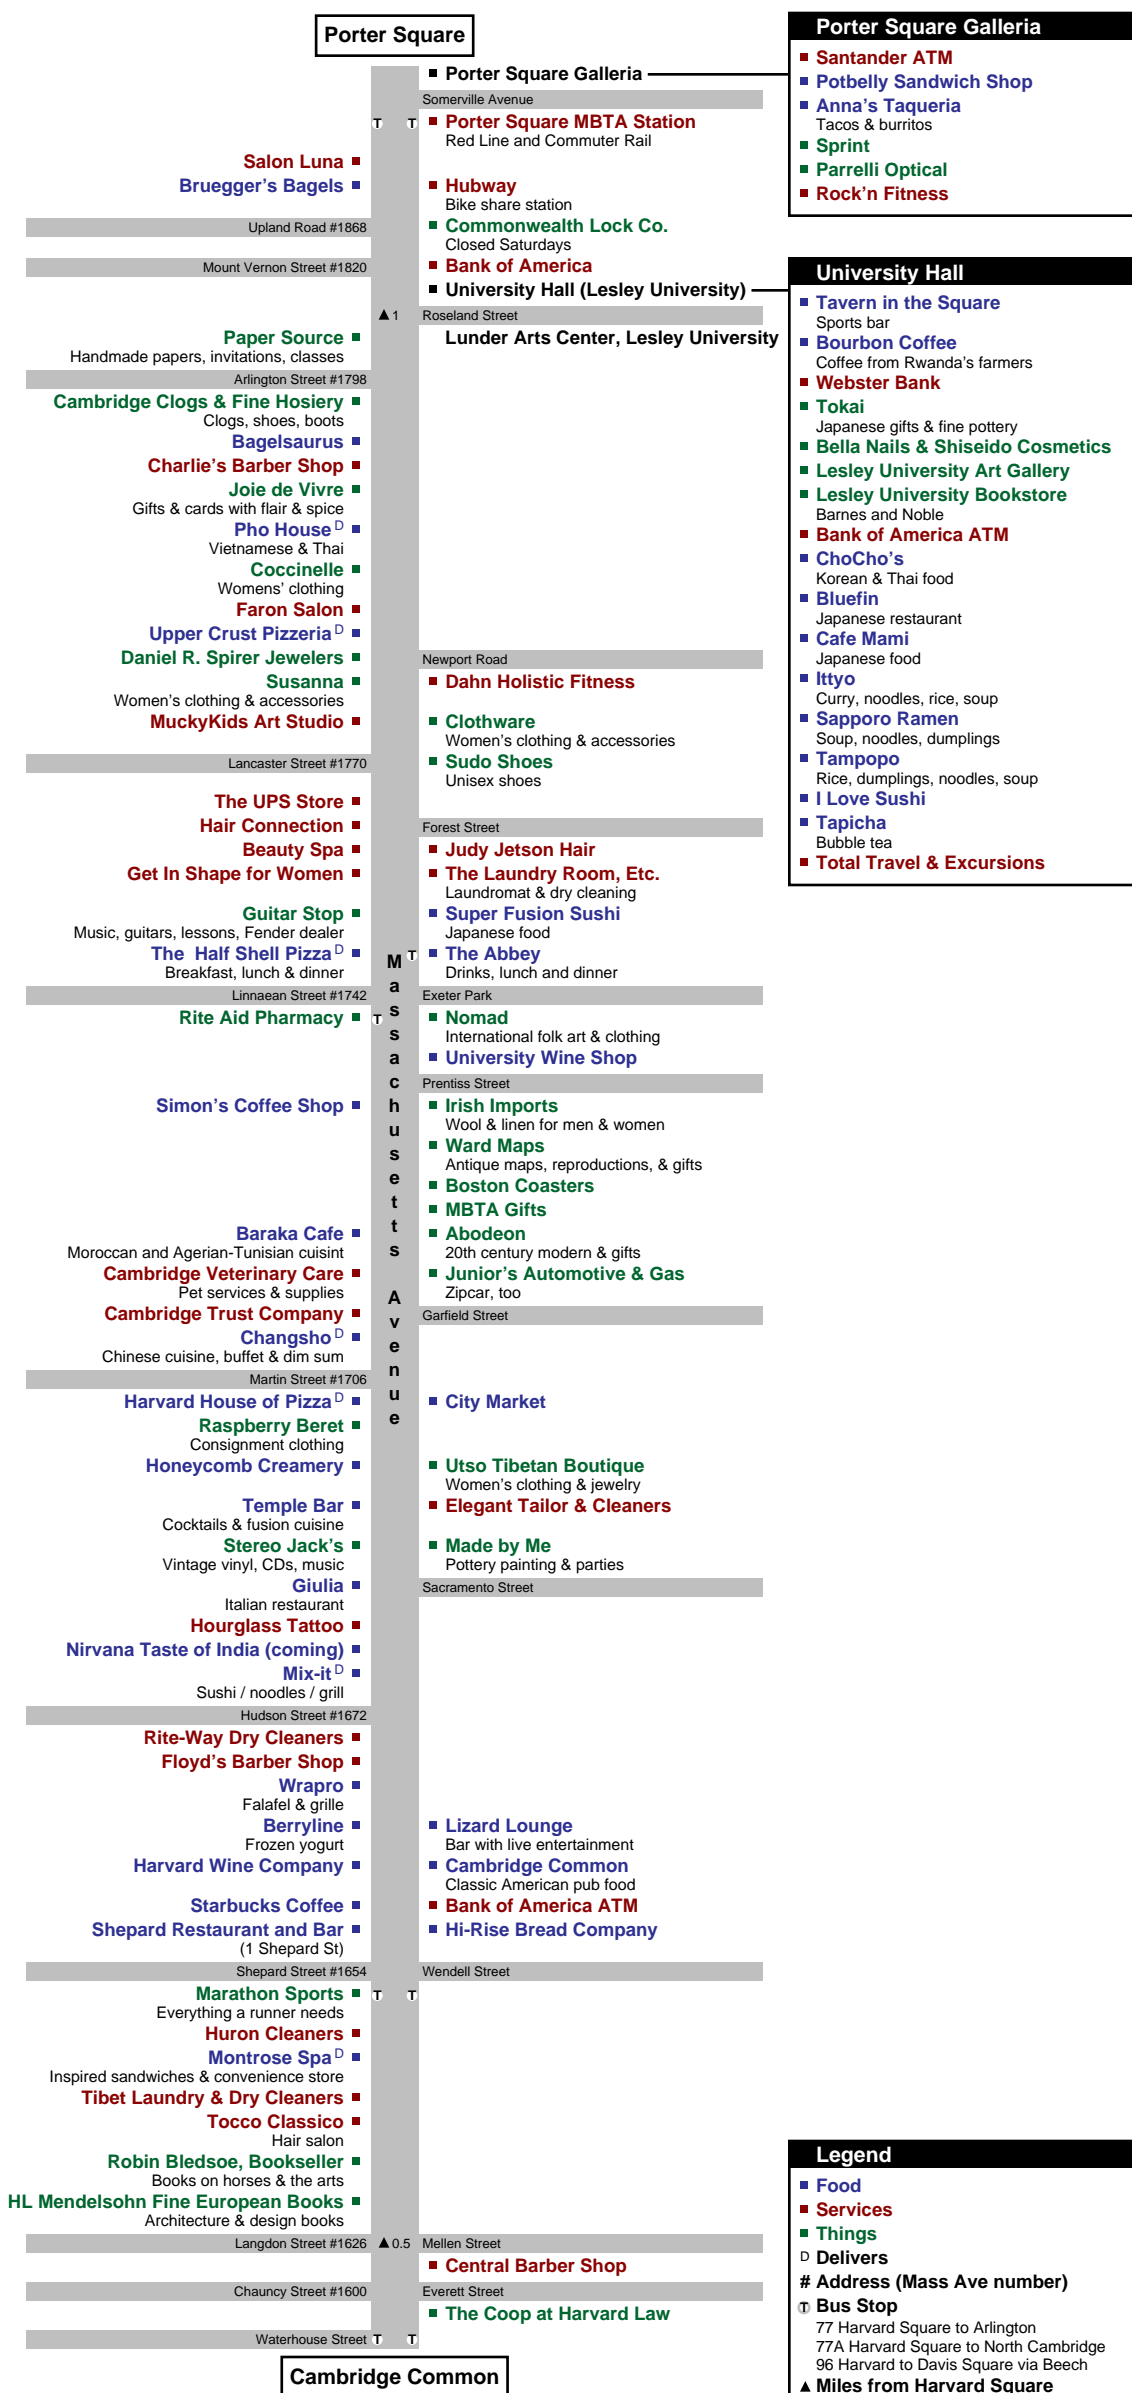 Porter Square
Porter Square Galleria
Somerville Avenue
T T
Porter Square MBTA Station
Red Line and Commuter Rail
Salon Luna
Bruegger's Bagels
Hubway
Bike share station
Upland Road #1868
Commonwealth Lock Co.
Closed Saturdays
Mount Vernon Street #1820
Bank of America
University Hall (Lesley University)
▲1
Roseland Street
Paper Source
Handmade papers, invitations, classes
Lunder Arts Center, Lesley University
Arlington Street #1798
Cambridge Clogs & Fine Hosiery
Clogs, shoes, boots
Bagelsaurus
Charlie's Barber Shop
Joie de Vivre
Gifts & cards with flair & spice
Pho House D
Vietnamese & Thai
Coccinelle
Womens' clothing
Faron Salon
Upper Crust Pizzeria D
Daniel R. Spirer Jewelers
Newport Road
Susanna
Women's clothing & accessories
Dahn Holistic Fitness
MuckyKids Art Studio
Clothware
Women's clothing & accessories
Lancaster Street #1770
Sudo Shoes
Unisex shoes
The UPS Store
Hair Connection
Forest Street
Beauty Spa
Judy Jetson Hair
Get In Shape for Women
The Laundry Room, Etc.
Laundromat & dry cleaning
Guitar Stop
Music, guitars, lessons, Fender dealer
Super Fusion Sushi
Japanese food
The Half Shell Pizza D
Breakfast, lunch & dinner
T
The Abbey
Drinks, lunch and dinner
Massachusetts Avenue
Linnaean Street #1742
Exeter Park
Rite Aid Pharmacy
T
Nomad
International folk art & clothing
University Wine Shop
Prentiss Street
Simon's Coffee Shop
Irish Imports
Wool & linen for men & women
Ward Maps
Antique maps, reproductions, & gifts
Boston Coasters
MBTA Gifts
Baraka Cafe
Moroccan and Agerian-Tunisian cuisint
Abodeon
20th century modern & gifts
Cambridge Veterinary Care
Pet services & supplies
Junior's Automotive & Gas
Zipcar, too
Cambridge Trust Company
Garfield Street
Changsho D
Chinese cuisine, buffet & dim sum
Martin Street #1706
Harvard House of Pizza D
City Market
Raspberry Beret
Consignment clothing
Honeycomb Creamery
Utso Tibetan Boutique
Women's clothing & jewelry
Temple Bar
Cocktails & fusion cuisine
Elegant Tailor & Cleaners
Stereo Jack's
Vintage vinyl, CDs, music
Made by Me
Pottery painting & parties
Giulia
Italian restaurant
Sacramento Street
Hourglass Tattoo
Nirvana Taste of India (coming)
Mix-it D
Sushi / noodles / grill
Hudson Street #1672
Rite-Way Dry Cleaners
Floyd's Barber Shop
Wrapro
Falafel & grille
Berryline
Frozen yogurt
Lizard Lounge
Bar with live entertainment
Harvard Wine Company
Cambridge Common
Classic American pub food
Starbucks Coffee
Bank of America ATM
Shepard Restaurant and Bar
(1 Shepard St)
Hi-Rise Bread Company
Shepard Street #1654
Wendell Street
Marathon Sports
Everything a runner needs
T T
Huron Cleaners
Montrose Spa D
Inspired sandwiches & convenience store
Tibet Laundry & Dry Cleaners
Tocco Classico
Hair salon
Robin Bledsoe, Bookseller
Books on horses & the arts
HL Mendelsohn Fine European Books
Architecture & design books
Langdon Street #1626
▲0.5
Mellen Street
Central Barber Shop
Chauncy Street #1600
Everett Street
The Coop at Harvard Law
Waterhouse Street
T T
Cambridge Common
Porter Square Galleria
Santander ATM
Potbelly Sandwich Shop
Anna's Taqueria
Tacos & burritos
Sprint
Parrelli Optical
Rock'n Fitness
University Hall
Tavern in the Square
Sports bar
Bourbon Coffee
Coffee from Rwanda's farmers
Webster Bank
Tokai
Japanese gifts & fine pottery
Bella Nails & Shiseido Cosmetics
Lesley University Art Gallery
Lesley University Bookstore
Barnes and Noble
Bank of America ATM
ChoCho's
Korean & Thai food
Bluefin
Japanese restaurant
Cafe Mami
Japanese food
Ittyo
Curry, noodles, rice, soup
Sapporo Ramen
Soup, noodles, dumplings
Tampopo
Rice, dumplings, noodles, soup
I Love Sushi
Tapicha
Bubble tea
Total Travel & Excursions
Legend
Food
Services
Things
D Delivers
# Address (Mass Ave number)
T Bus Stop
77 Harvard Square to Arlington
77A Harvard Square to North Cambridge
96 Harvard to Davis Square via Beech
▲ Miles from Harvard Square